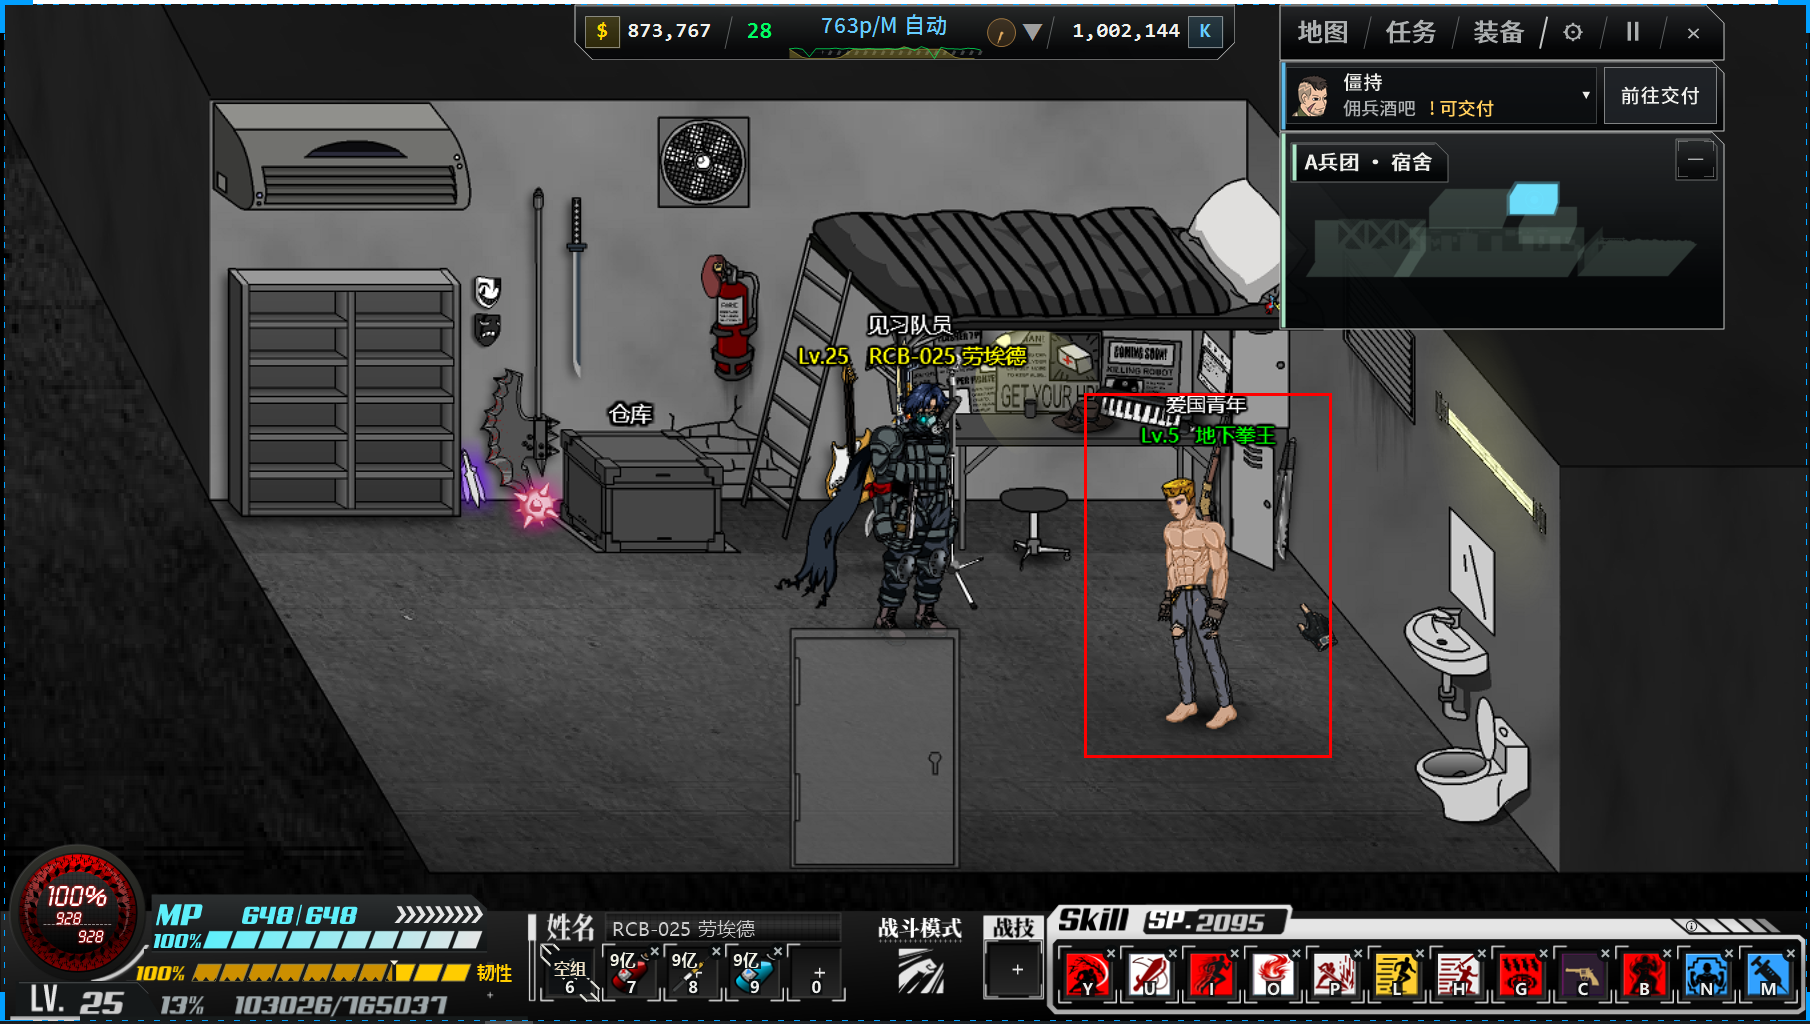 $ 873,767 28 763p/M 自动 1,002,144 K
地图 任务 装备
僵持
佣兵酒吧 ！可交付
前往交付
A兵团 · 宿舍
见习队员
Lv.25 RCB-025 劳埃德
COMING SOON!
KILLING ROBOT
GET YOUR
仓库
爱国青年
Lv.5 地下拳王
100%
928
928
MP 648/648
100%
100% 韧性
LV. 25 13% 103026/765037
姓名 RCB-025 劳埃德
空组 6
9亿 7
9亿 8
9亿 9
+ 0
战斗模式
战技
+
Skill SP.2095
Y U I O P L H G C B N M